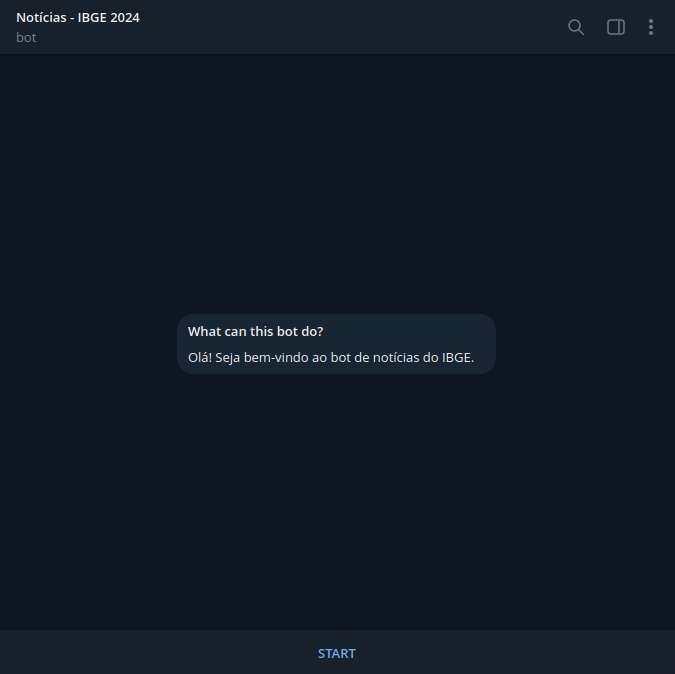 Notícias - IBGE 2024
bot
What can this bot do?
Olá! Seja bem-vindo ao bot de notícias do IBGE.
START